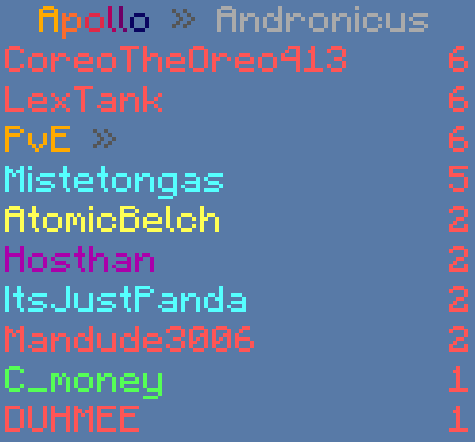 Apollo » Andronicus
CoreoTheOreo913 6
LexTank 6
PvE » 6
Mistetongas 5
AtomicBelch 2
Hosthan 2
ItsJustPanda 2
Mandude3006 2
C_money 1
DUHMEE 1